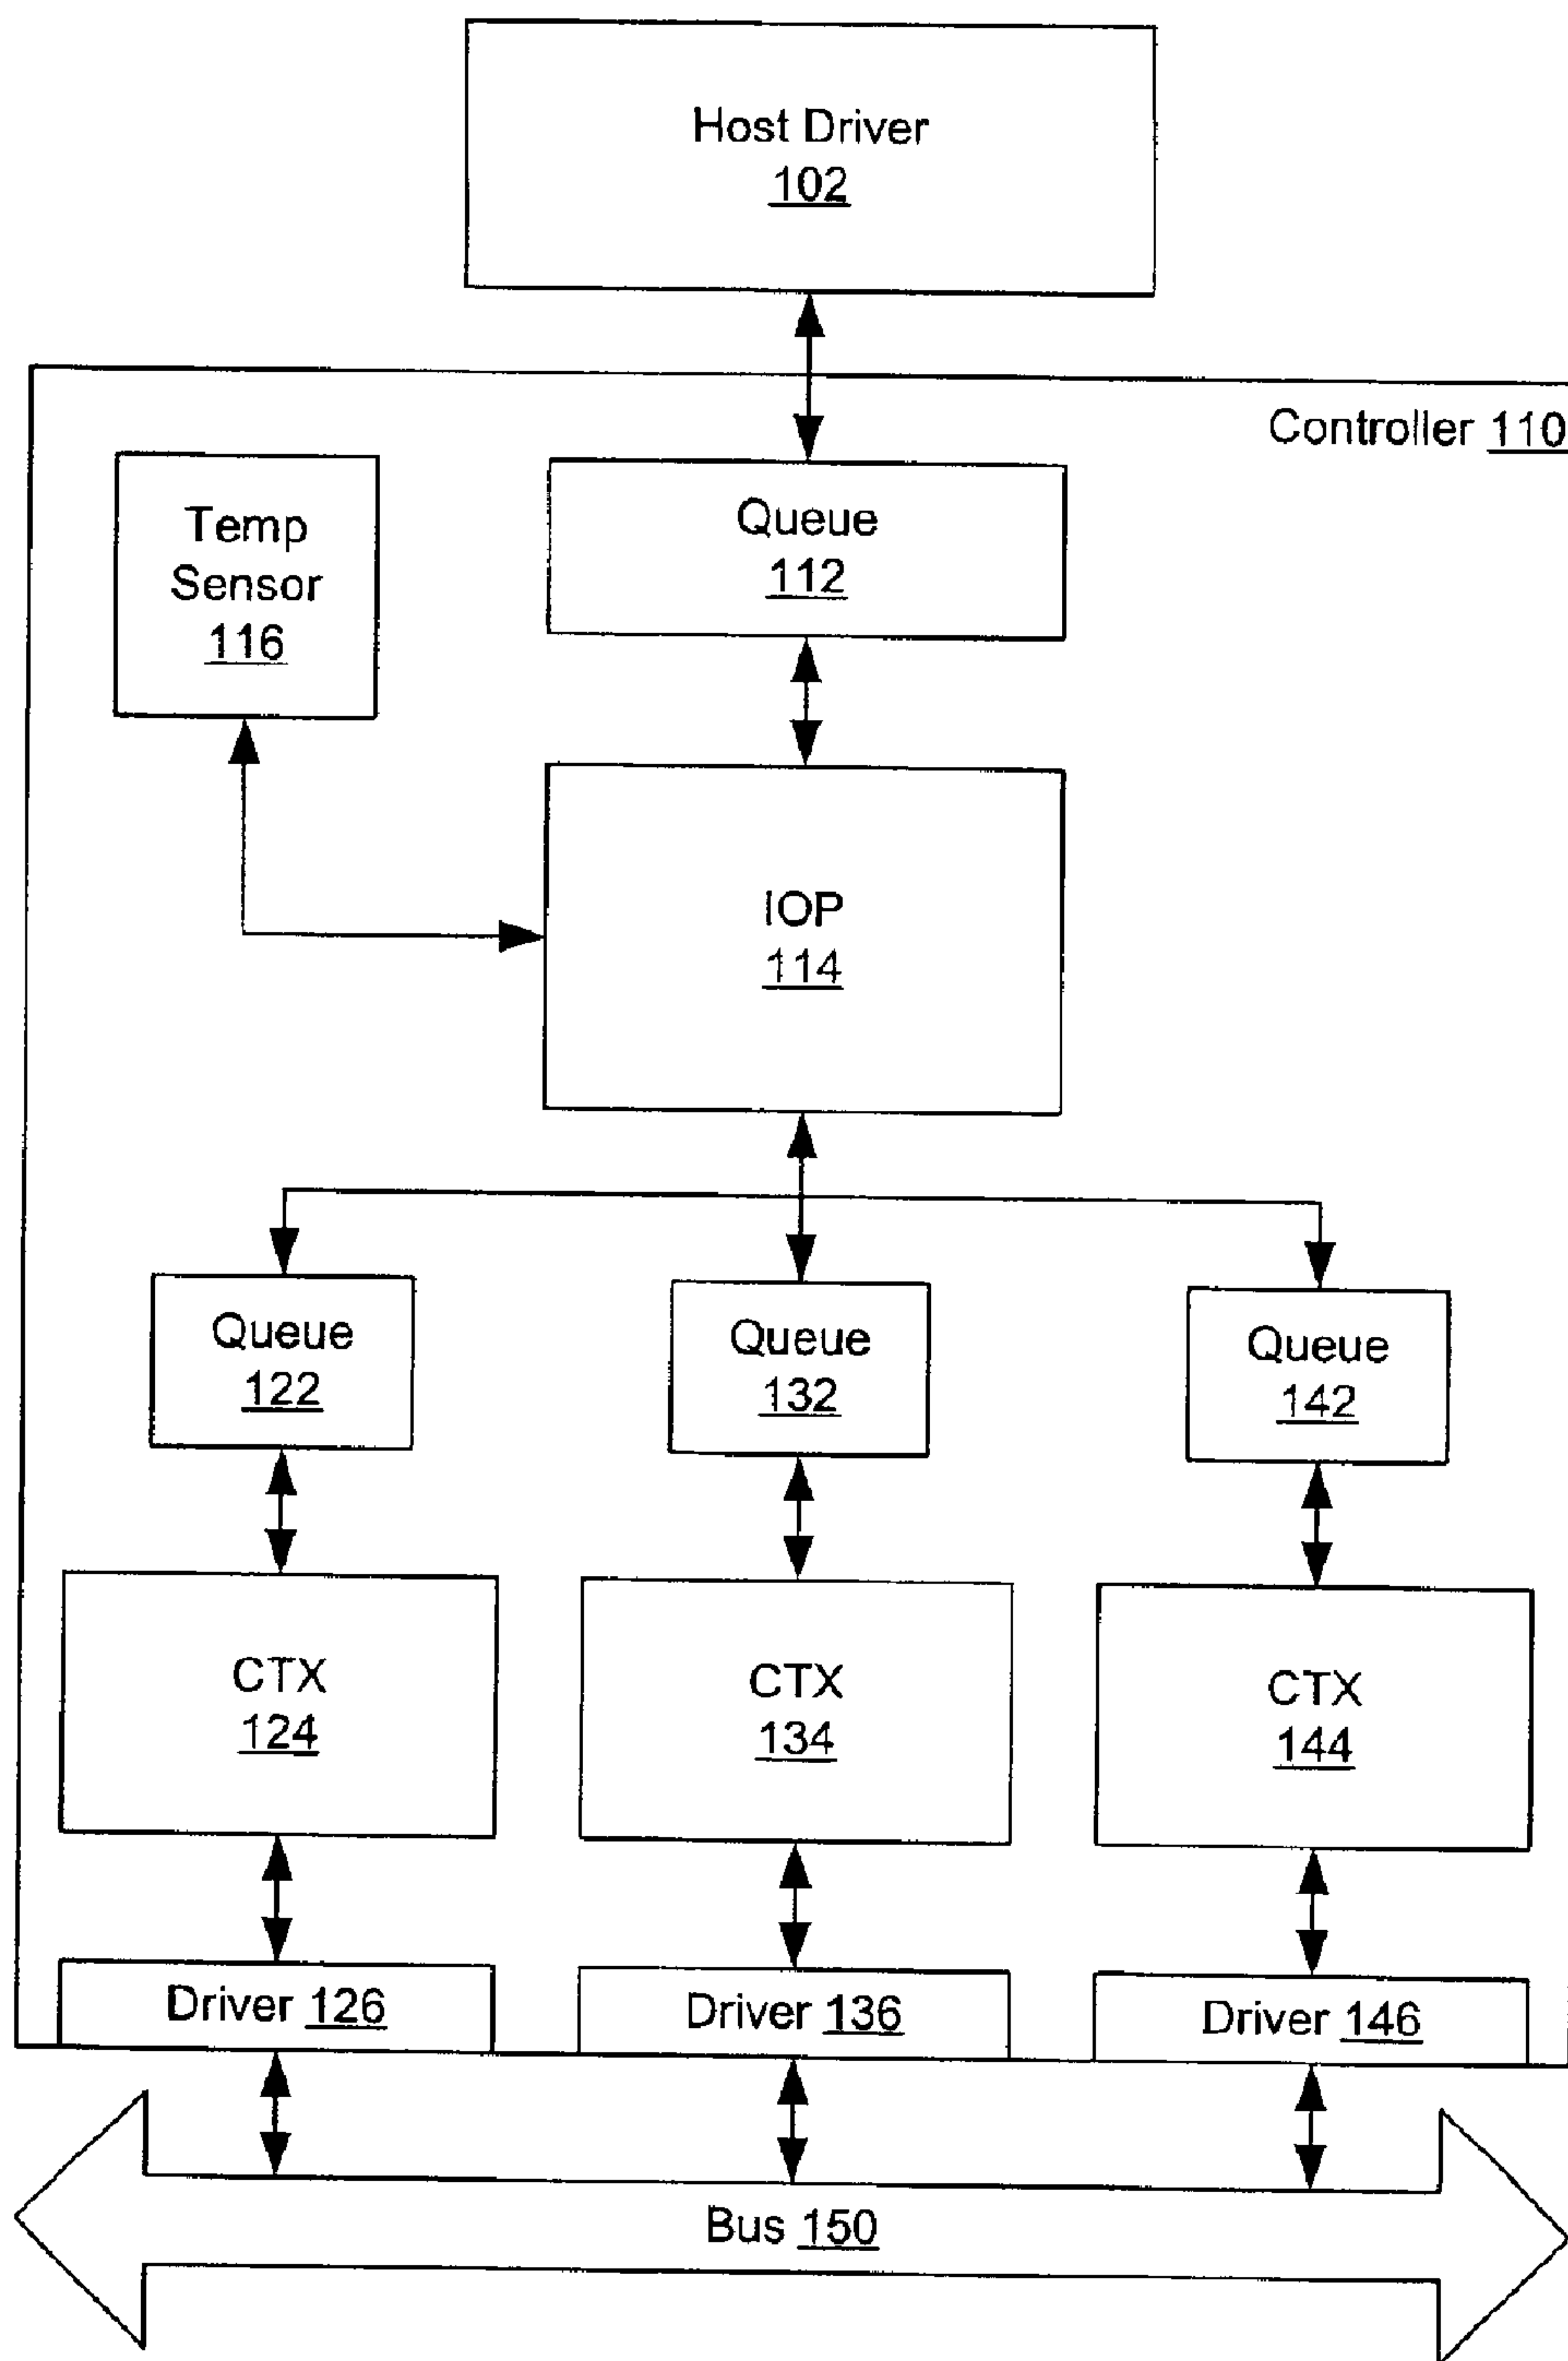 Host Driver
102
Controller 110
Temp
Sensor
116
Queue
112
IOP
114
Queue
122
Queue
132
Queue
142
CTX
124
CTX
134
CTX
144
Driver 126
Driver 136
Driver 146
Bus 150